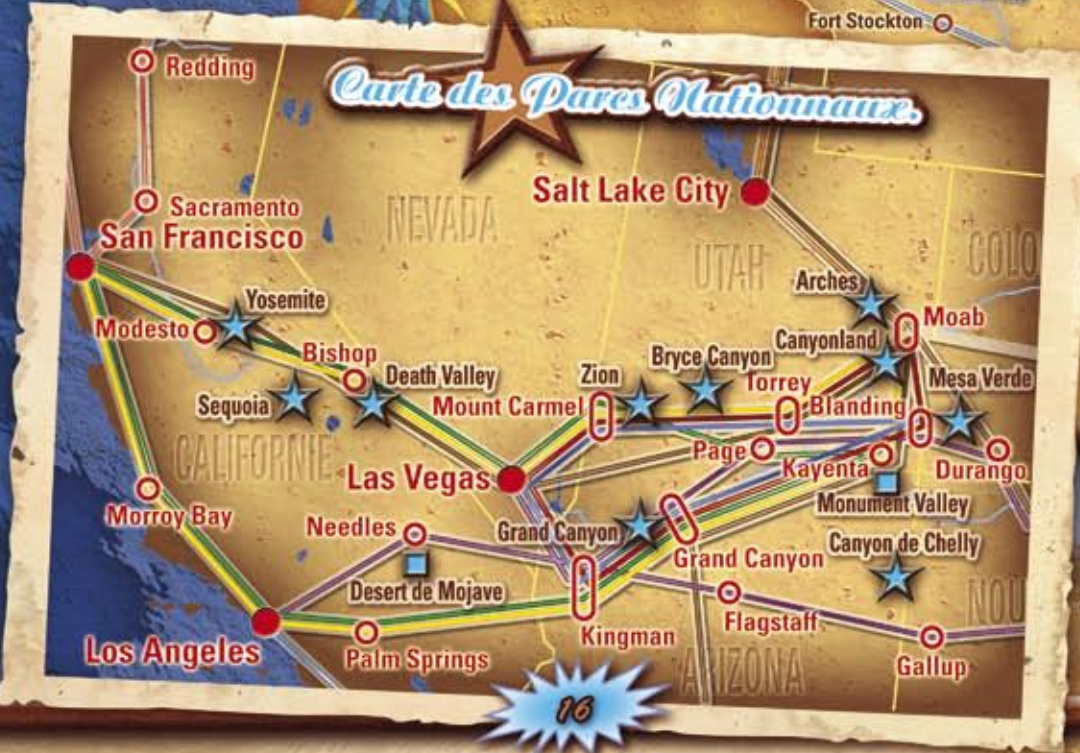 Fort Stockton
Redding
Carte des Parcs Nationnaux.
Salt Lake City
Sacramento
San Francisco
NEVADA
UTAH
COLO
Arches
Yosemite
Modesto
Moab
Canyonland
Bishop
Bryce Canyon
Death Valley
Zion
Torrey
Mesa Verde
Sequoia
Mount Carmel
Blanding
CALIFORNIE
Page
Kayenta
Durango
Las Vegas
Monument Valley
Morroy Bay
Needles
Grand Canyon
Grand Canyon
Canyon de Chelly
Desert de Mojave
NOU
Flagstaff
Kingman
Los Angeles
Palm Springs
Gallup
ARIZONA
16